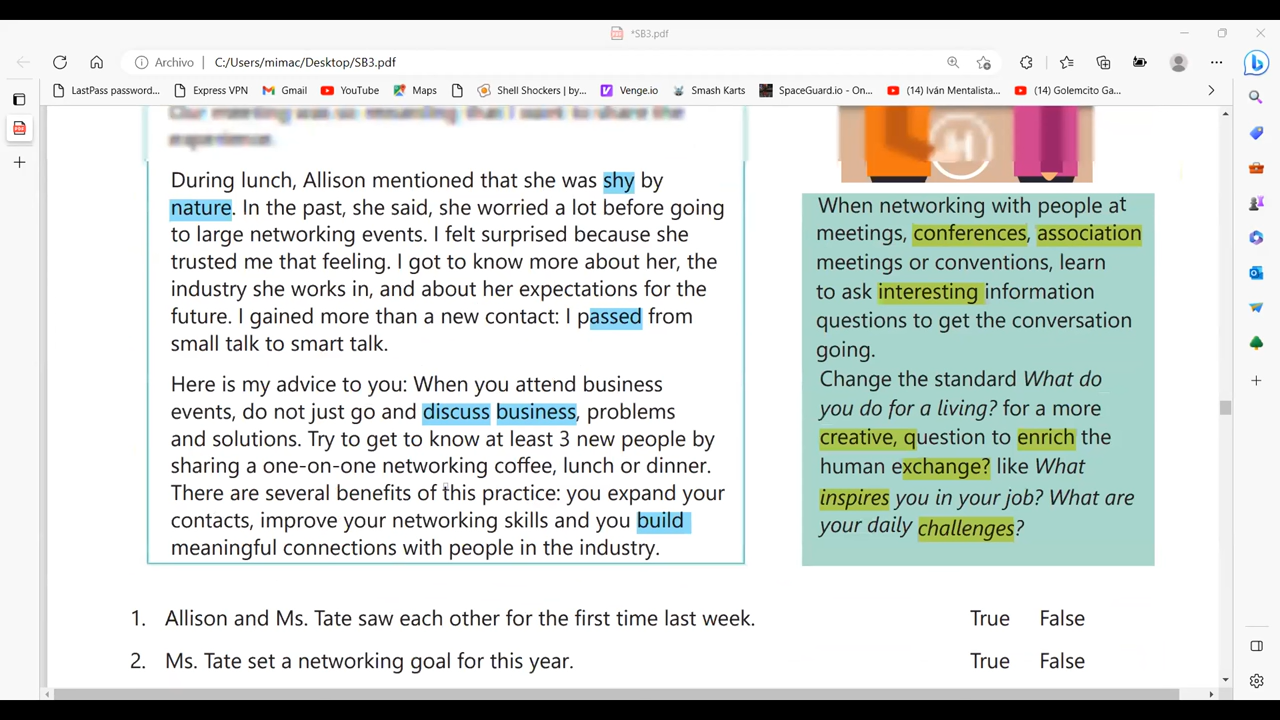 *SB3.pdf
Archivo
C:/Users/mimac/Desktop/SB3.pdf
LastPass password...
Express VPN
Gmail
YouTube
Maps
Shell Shockers | by...
Venge.io
Smash Karts
SpaceGuard.io - On...
(14) Iván Mentalista...
(14) Golemcito Ga...
Our meeting was so rewarding that I want to share the
experience.
During lunch, Allison mentioned that she was shy by
nature. In the past, she said, she worried a lot before going
to large networking events. I felt surprised because she
trusted me that feeling. I got to know more about her, the
industry she works in, and about her expectations for the
future. I gained more than a new contact: I passed from
small talk to smart talk.
Here is my advice to you: When you attend business
events, do not just go and discuss business, problems
and solutions. Try to get to know at least 3 new people by
sharing a one-on-one networking coffee, lunch or dinner.
There are several benefits of this practice: you expand your
contacts, improve your networking skills and you build
meaningful connections with people in the industry.
When networking with people at
meetings, conferences, association
meetings or conventions, learn
to ask interesting information
questions to get the conversation
going.
Change the standard What do
you do for a living? for a more
creative, question to enrich the
human exchange? like What
inspires you in your job? What are
your daily challenges?
1. Allison and Ms. Tate saw each other for the first time last week. True False
2. Ms. Tate set a networking goal for this year. True False